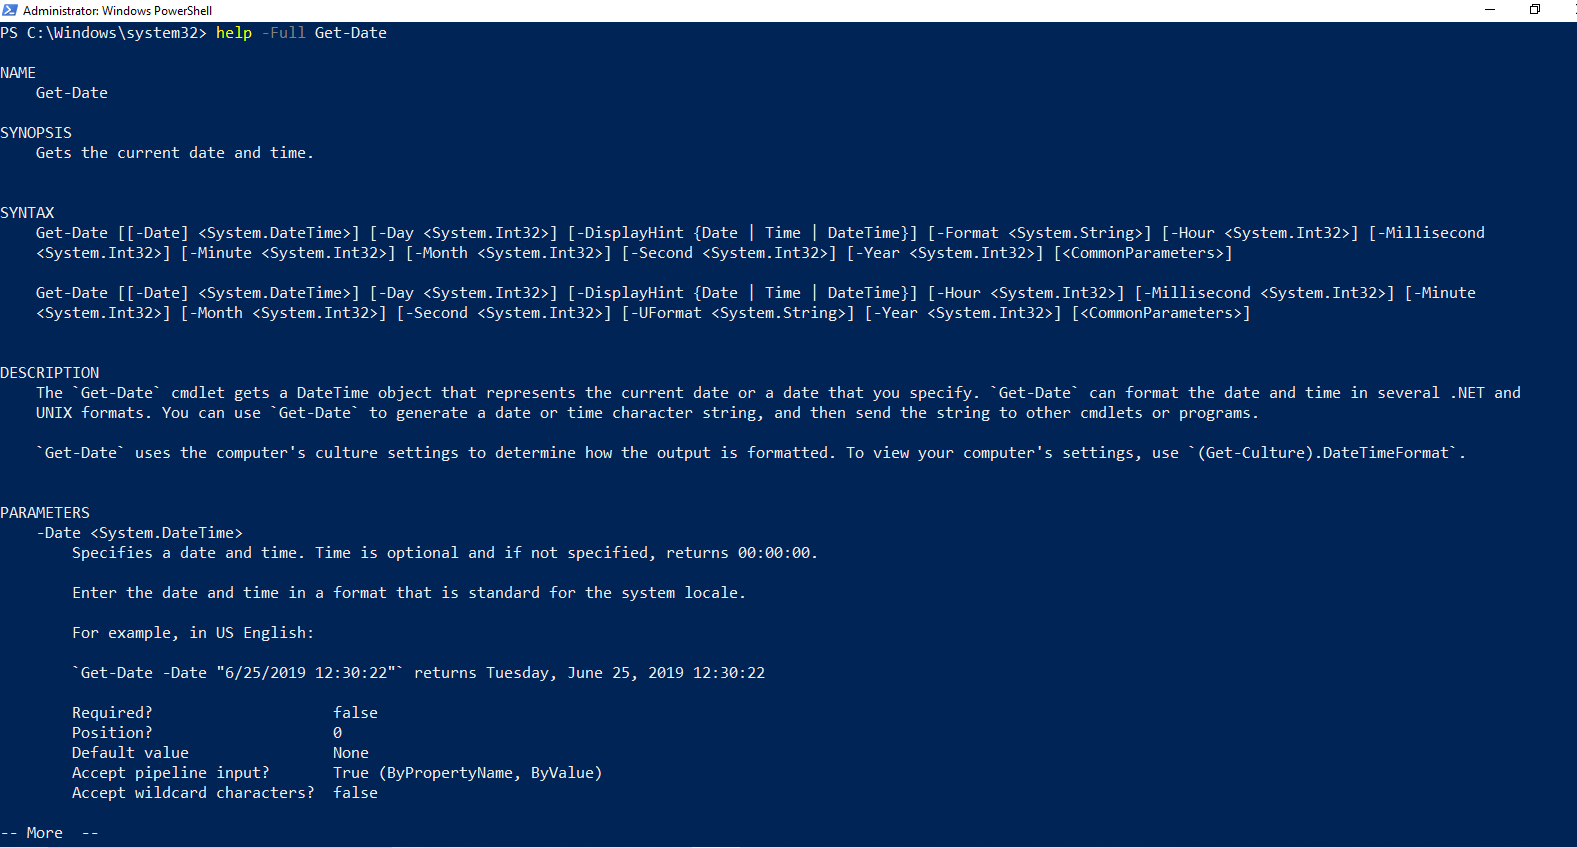 Administrator: Windows PowerShell
PS C:\Windows\system32> help -Full Get-Date
NAME
Get-Date
SYNOPSIS
Gets the current date and time.
SYNTAX
Get-Date [[-Date] <System.DateTime>] [-Day <System.Int32>] [-DisplayHint {Date | Time | DateTime}] [-Format <System.String>] [-Hour <System.Int32>] [-Millisecond
<System.Int32>] [-Minute <System.Int32>] [-Month <System.Int32>] [-Second <System.Int32>] [-Year <System.Int32>] [<CommonParameters>]
Get-Date [[-Date] <System.DateTime>] [-Day <System.Int32>] [-DisplayHint {Date | Time | DateTime}] [-Hour <System.Int32>] [-Millisecond <System.Int32>] [-Minute
<System.Int32>] [-Month <System.Int32>] [-Second <System.Int32>] [-UFormat <System.String>] [-Year <System.Int32>] [<CommonParameters>]
DESCRIPTION
The `Get-Date` cmdlet gets a DateTime object that represents the current date or a date that you specify. `Get-Date` can format the date and time in several .NET and
UNIX formats. You can use `Get-Date` to generate a date or time character string, and then send the string to other cmdlets or programs.
`Get-Date` uses the computer's culture settings to determine how the output is formatted. To view your computer's settings, use `(Get-Culture).DateTimeFormat`.
PARAMETERS
-Date <System.DateTime>
Specifies a date and time. Time is optional and if not specified, returns 00:00:00.
Enter the date and time in a format that is standard for the system locale.
For example, in US English:
`Get-Date -Date "6/25/2019 12:30:22"` returns Tuesday, June 25, 2019 12:30:22
Required? false
Position? 0
Default value None
Accept pipeline input? True (ByPropertyName, ByValue)
Accept wildcard characters? false
-- More --